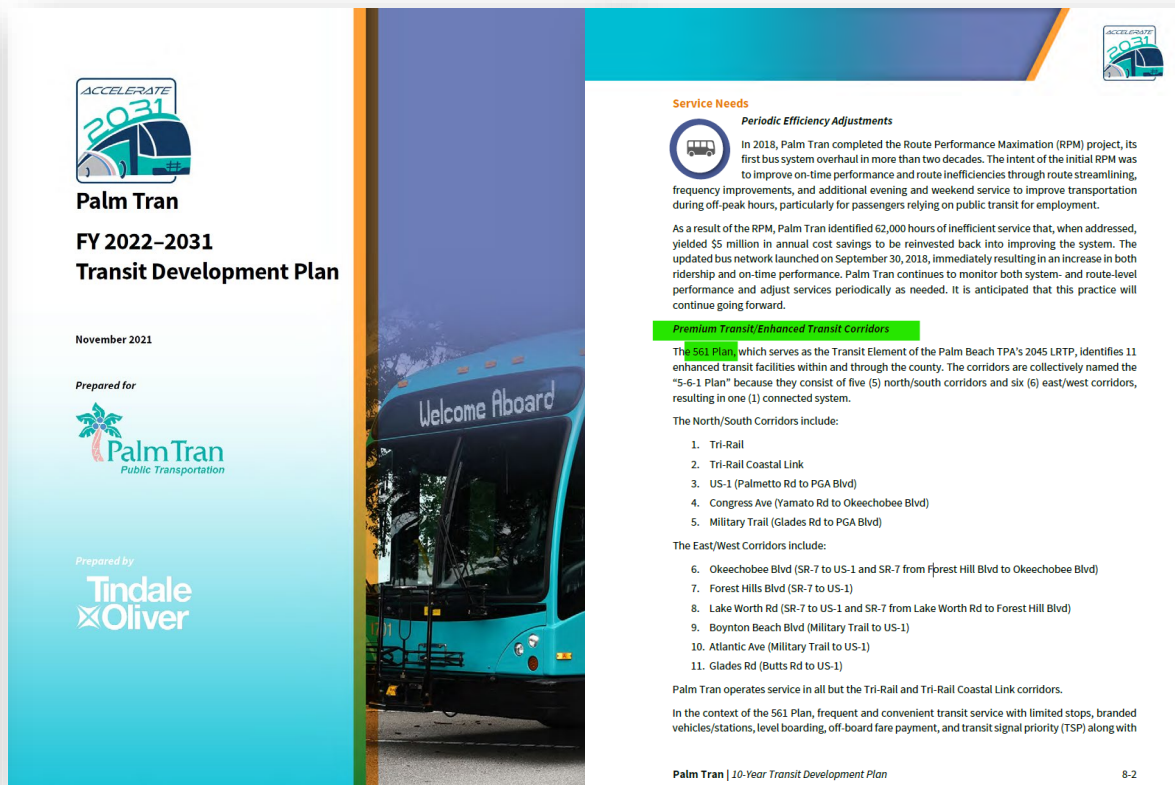 ACCELERATE
2031
Palm Tran
FY 2022–2031
Transit Development Plan
November 2021
Prepared for
Palm Tran
Public Transportation
Prepared by
Tindale
Oliver
Welcome Aboard
1701
ACCELERATE
2031
Service Needs
Periodic Efficiency Adjustments
In 2018, Palm Tran completed the Route Performance Maximation (RPM) project, its
first bus system overhaul in more than two decades. The intent of the initial RPM was
to improve on-time performance and route inefficiencies through route streamlining,
frequency improvements, and additional evening and weekend service to improve transportation
during off-peak hours, particularly for passengers relying on public transit for employment.
As a result of the RPM, Palm Tran identified 62,000 hours of inefficient service that, when addressed,
yielded $5 million in annual cost savings to be reinvested back into improving the system. The
updated bus network launched on September 30, 2018, immediately resulting in an increase in both
ridership and on-time performance. Palm Tran continues to monitor both system- and route-level
performance and adjust services periodically as needed. It is anticipated that this practice will
continue going forward.
Premium Transit/Enhanced Transit Corridors
The 561 Plan, which serves as the Transit Element of the Palm Beach TPA's 2045 LRTP, identifies 11
enhanced transit facilities within and through the county. The corridors are collectively named the
"5-6-1 Plan" because they consist of five (5) north/south corridors and six (6) east/west corridors,
resulting in one (1) connected system.
The North/South Corridors include:
1. Tri-Rail
2. Tri-Rail Coastal Link
3. US-1 (Palmetto Rd to PGA Blvd)
4. Congress Ave (Yamato Rd to Okeechobee Blvd)
5. Military Trail (Glades Rd to PGA Blvd)
The East/West Corridors include:
6. Okeechobee Blvd (SR-7 to US-1 and SR-7 from Forest Hill Blvd to Okeechobee Blvd)
7. Forest Hills Blvd (SR-7 to US-1)
8. Lake Worth Rd (SR-7 to US-1 and SR-7 from Lake Worth Rd to Forest Hill Blvd)
9. Boynton Beach Blvd (Military Trail to US-1)
10. Atlantic Ave (Military Trail to US-1)
11. Glades Rd (Butts Rd to US-1)
Palm Tran operates service in all but the Tri-Rail and Tri-Rail Coastal Link corridors.
In the context of the 561 Plan, frequent and convenient transit service with limited stops, branded
vehicles/stations, level boarding, off-board fare payment, and transit signal priority (TSP) along with
Palm Tran | 10-Year Transit Development Plan
8-2